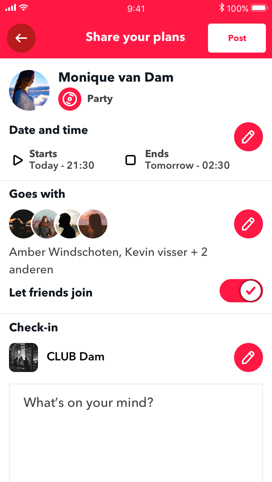 9:41
100%
Share your plans
Post
Monique van Dam
Party
Date and time
Starts
Today - 21:30
Ends
Tomorrow - 02:30
Goes with
Amber Windschoten, Kevin visser + 2
anderen
Let friends join
Check-in
CLUB Dam
What's on your mind?